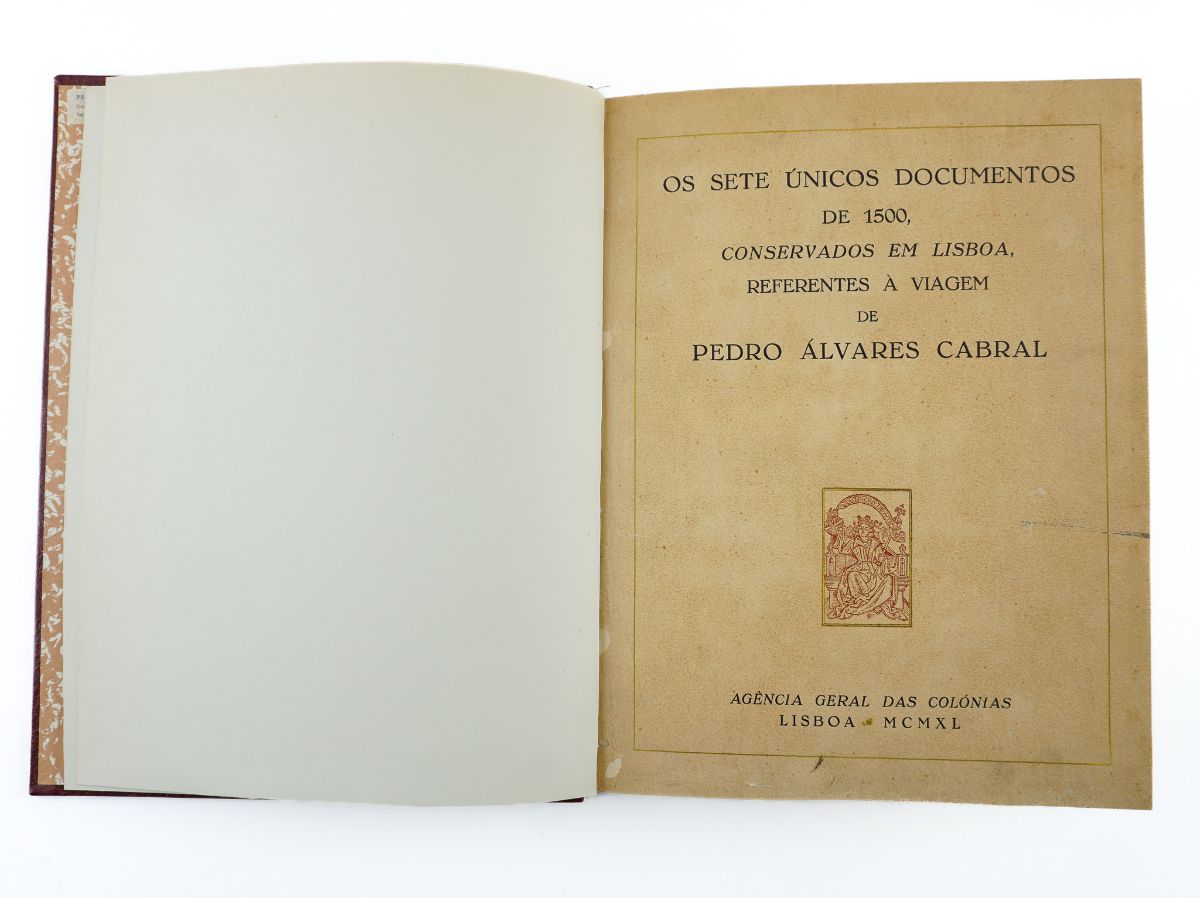 OS SETE ÚNICOS DOCUMENTOS
DE 1500,
CONSERVADOS EM LISBOA,
REFERENTES À VIAGEM
DE
PEDRO ÁLVARES CABRAL
AGÊNCIA GERAL DAS COLÓNIAS
LISBOA MCMXL